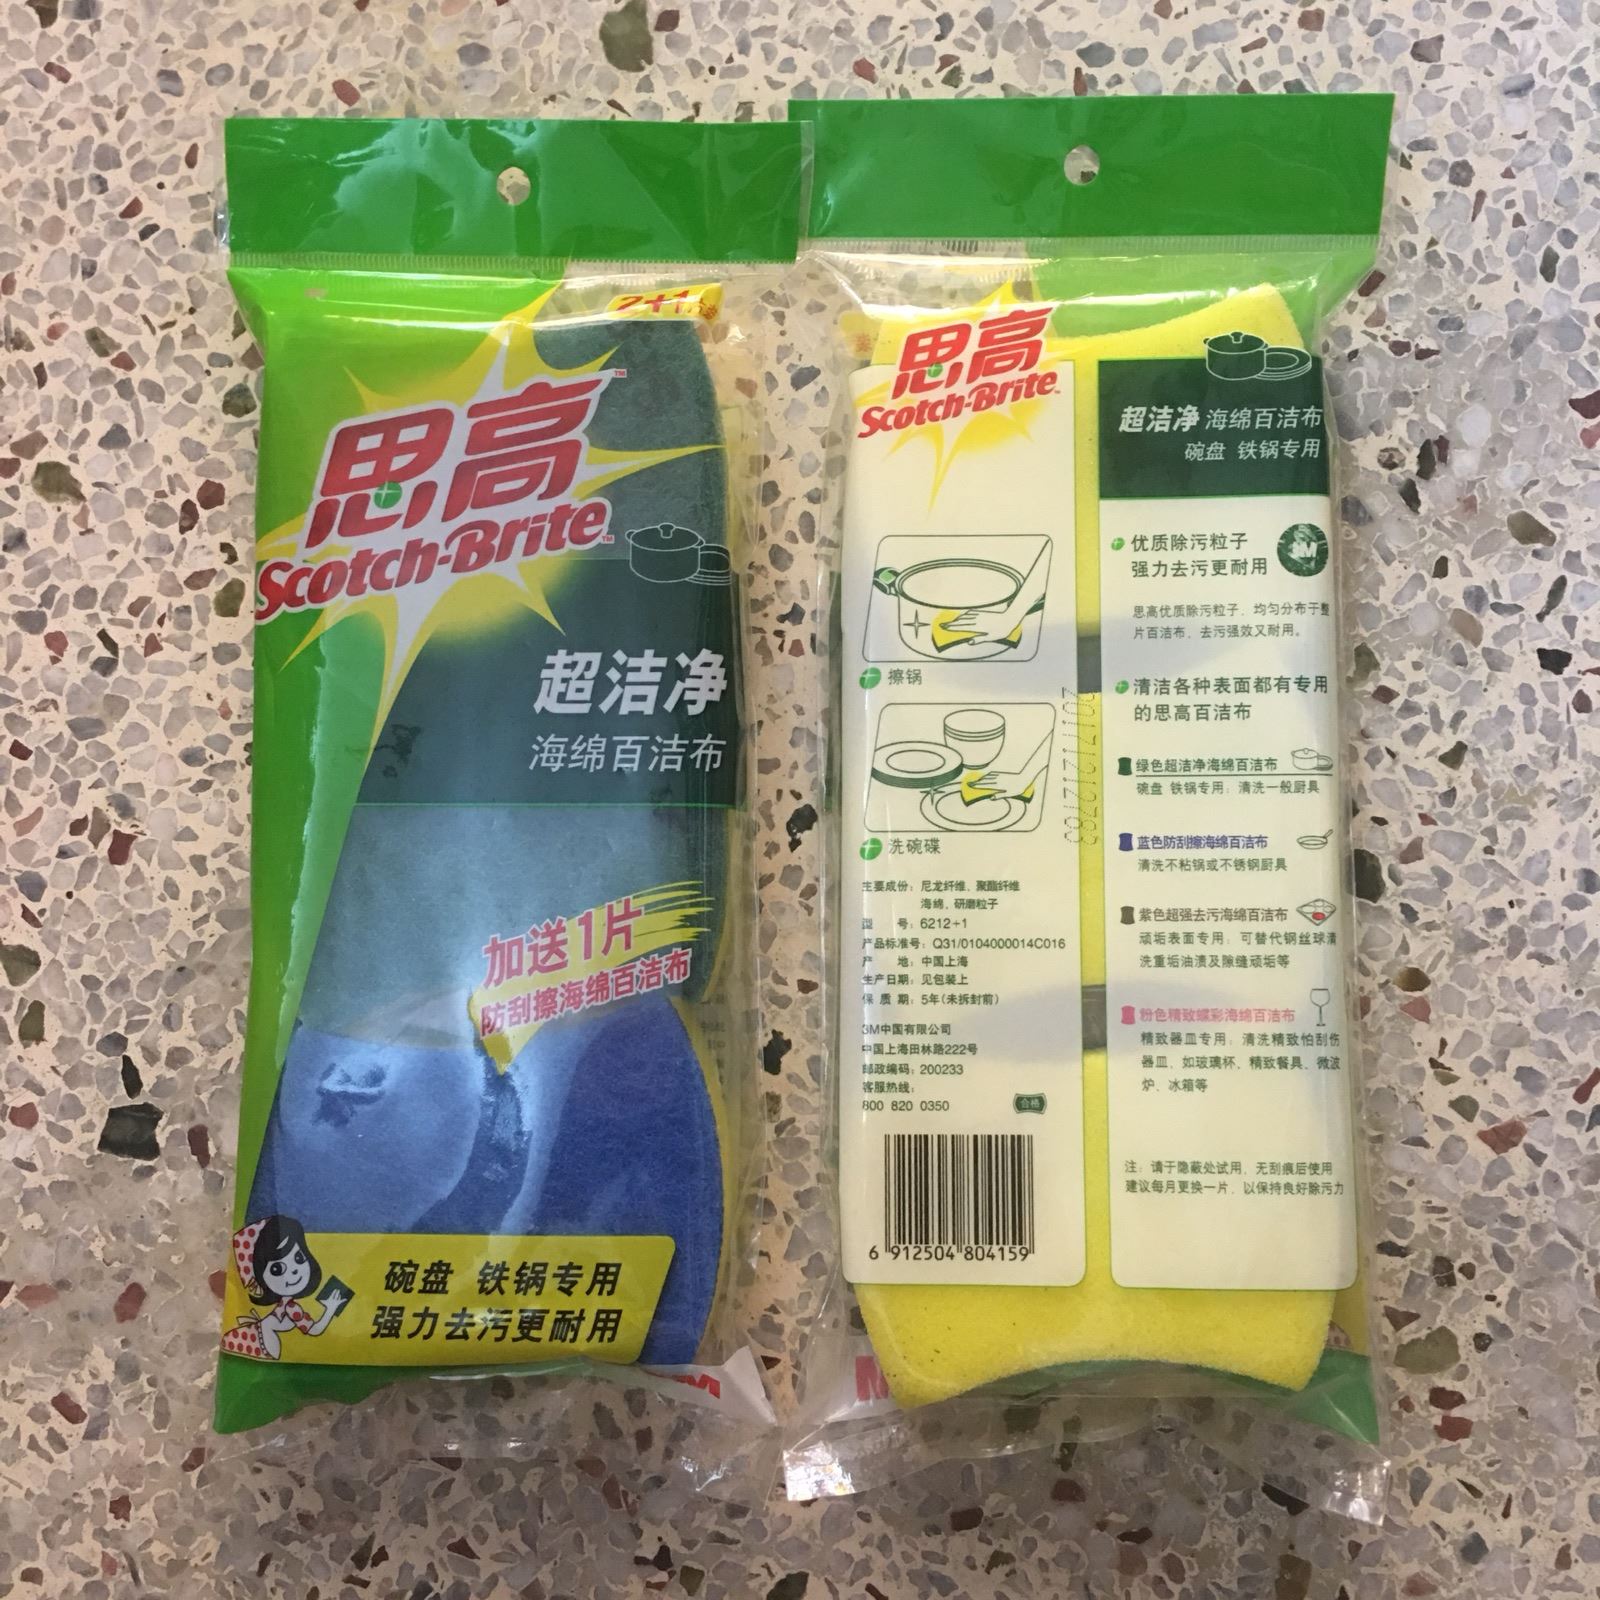 2+1片装
思高™
Scotch-Brite™
超洁净
海绵百洁布
加送1片
防刮擦海绵百洁布
碗盘 铁锅专用
强力去污更耐用
思高
Scotch-Brite™
擦锅
洗碗碟
主要成份：尼龙纤维、聚酯纤维
海绵、研磨粒子
型 号：6212+1
产品标准号：Q31/0104000014C016
产 地：中国上海
生产日期：见包装上
保 质 期：5年(未拆封前)
3M中国有限公司
中国上海田林路222号
邮政编码：200233
客服热线：
800 820 0350
合格
6 912504 804159
超洁净 海绵百洁布
碗盘 铁锅专用
优质除污粒子
强力去污更耐用
3M
思高优质除污粒子，均匀分布于整
片百洁布，去污强效又耐用。
清洁各种表面都有专用
的思高百洁布
绿色超洁净海绵百洁布
碗盘 铁锅专用；清洗一般厨具
蓝色防刮擦海绵百洁布
清洗不粘锅或不锈钢厨具
紫色超强去污海绵百洁布
顽垢表面专用；可替代钢丝球清
洗重垢油渍及隙缝顽垢等
粉色精致蝶彩海绵百洁布
精致器皿专用；清洗精致怕刮伤
器皿，如玻璃杯、精致餐具、微波
炉、冰箱等
注：请于隐蔽处试用，无刮痕后使用
建议每月更换一片，以保持良好除污力